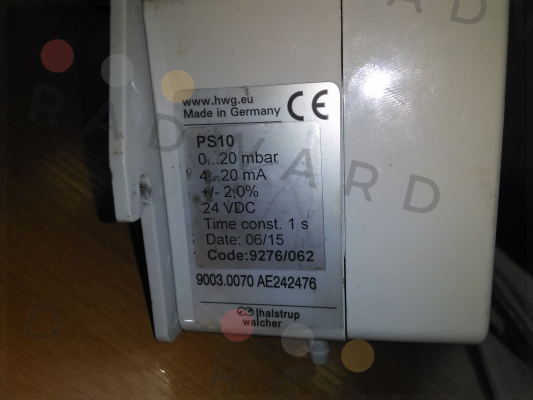 www.hwg.eu
Made in Germany
CE
PS10
0...20 mbar
4...20 mA
+/- 2,0%
24 VDC
Time const. 1 s
Date: 06/15
Code:9276/062
9003.0070 AE242476
halstrup
walcher
RADWARD